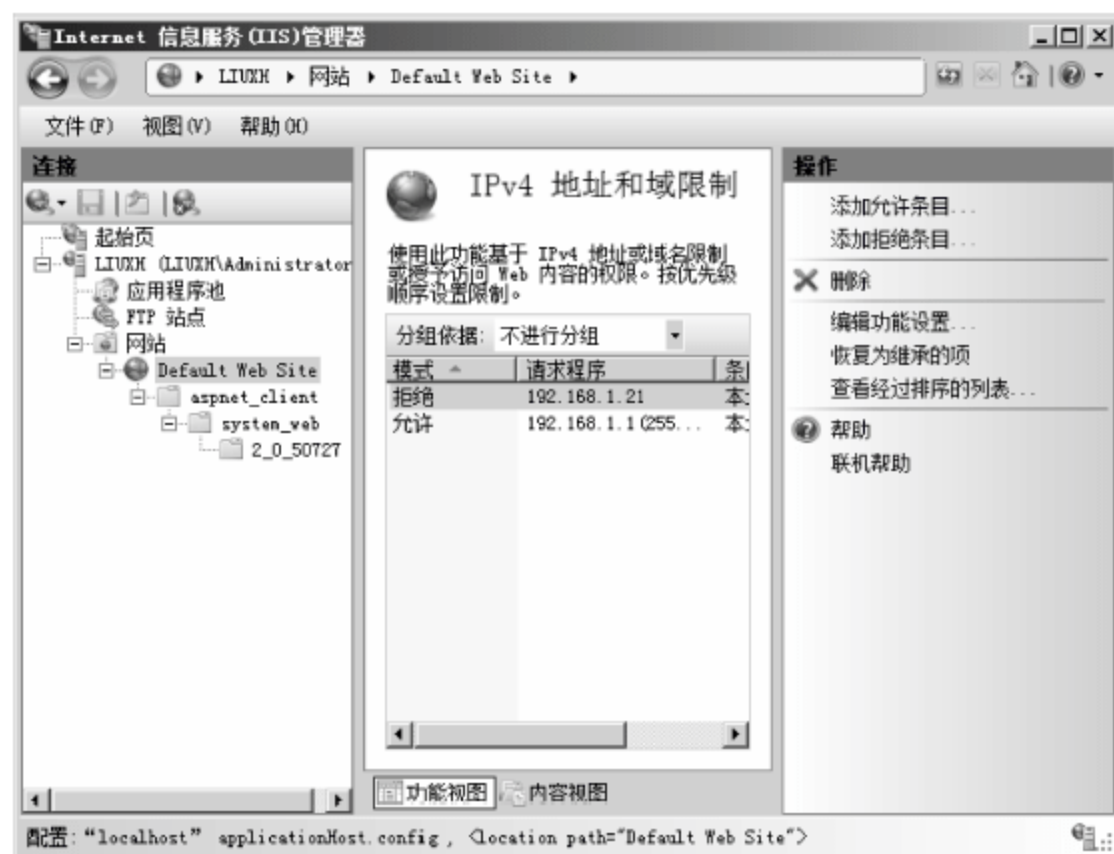 Internet 信息服务(IIS)管理器
LIUXH 网站 Default Web Site
文件(F) 视图(V) 帮助(H)
连接
起始页
LIUXH (LIUXH\Administrator
应用程序池
FTP 站点
网站
Default Web Site
aspnet_client
system_web
2_0_50727
IPv4 地址和域限制
使用此功能基于 IPv4 地址或域名限制
或授予访问 Web 内容的权限。按优先级
顺序设置限制。
分组依据: 不进行分组
模式 请求程序 条
拒绝 192.168.1.21 本
允许 192.168.1.1(255... 本
功能视图 内容视图
操作
添加允许条目...
添加拒绝条目...
删除
编辑功能设置...
恢复为继承的项
查看经过排序的列表...
帮助
联机帮助
配置:“localhost” applicationHost.config, <location path="Default Web Site">